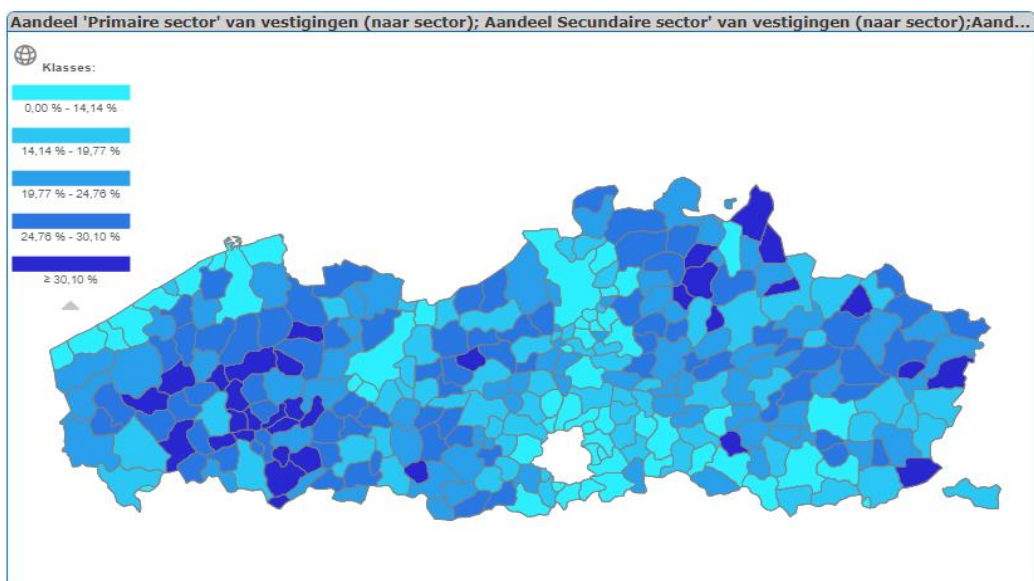 Aandeel 'Primaire sector' van vestigingen (naar sector); Aandeel Secundaire sector' van vestigingen (naar sector);Aand...
Klasses:
0,00 % - 14,14 %
14,14 % - 19,77 %
19,77 % - 24,76 %
24,76 % - 30,10 %
≥ 30,10 %